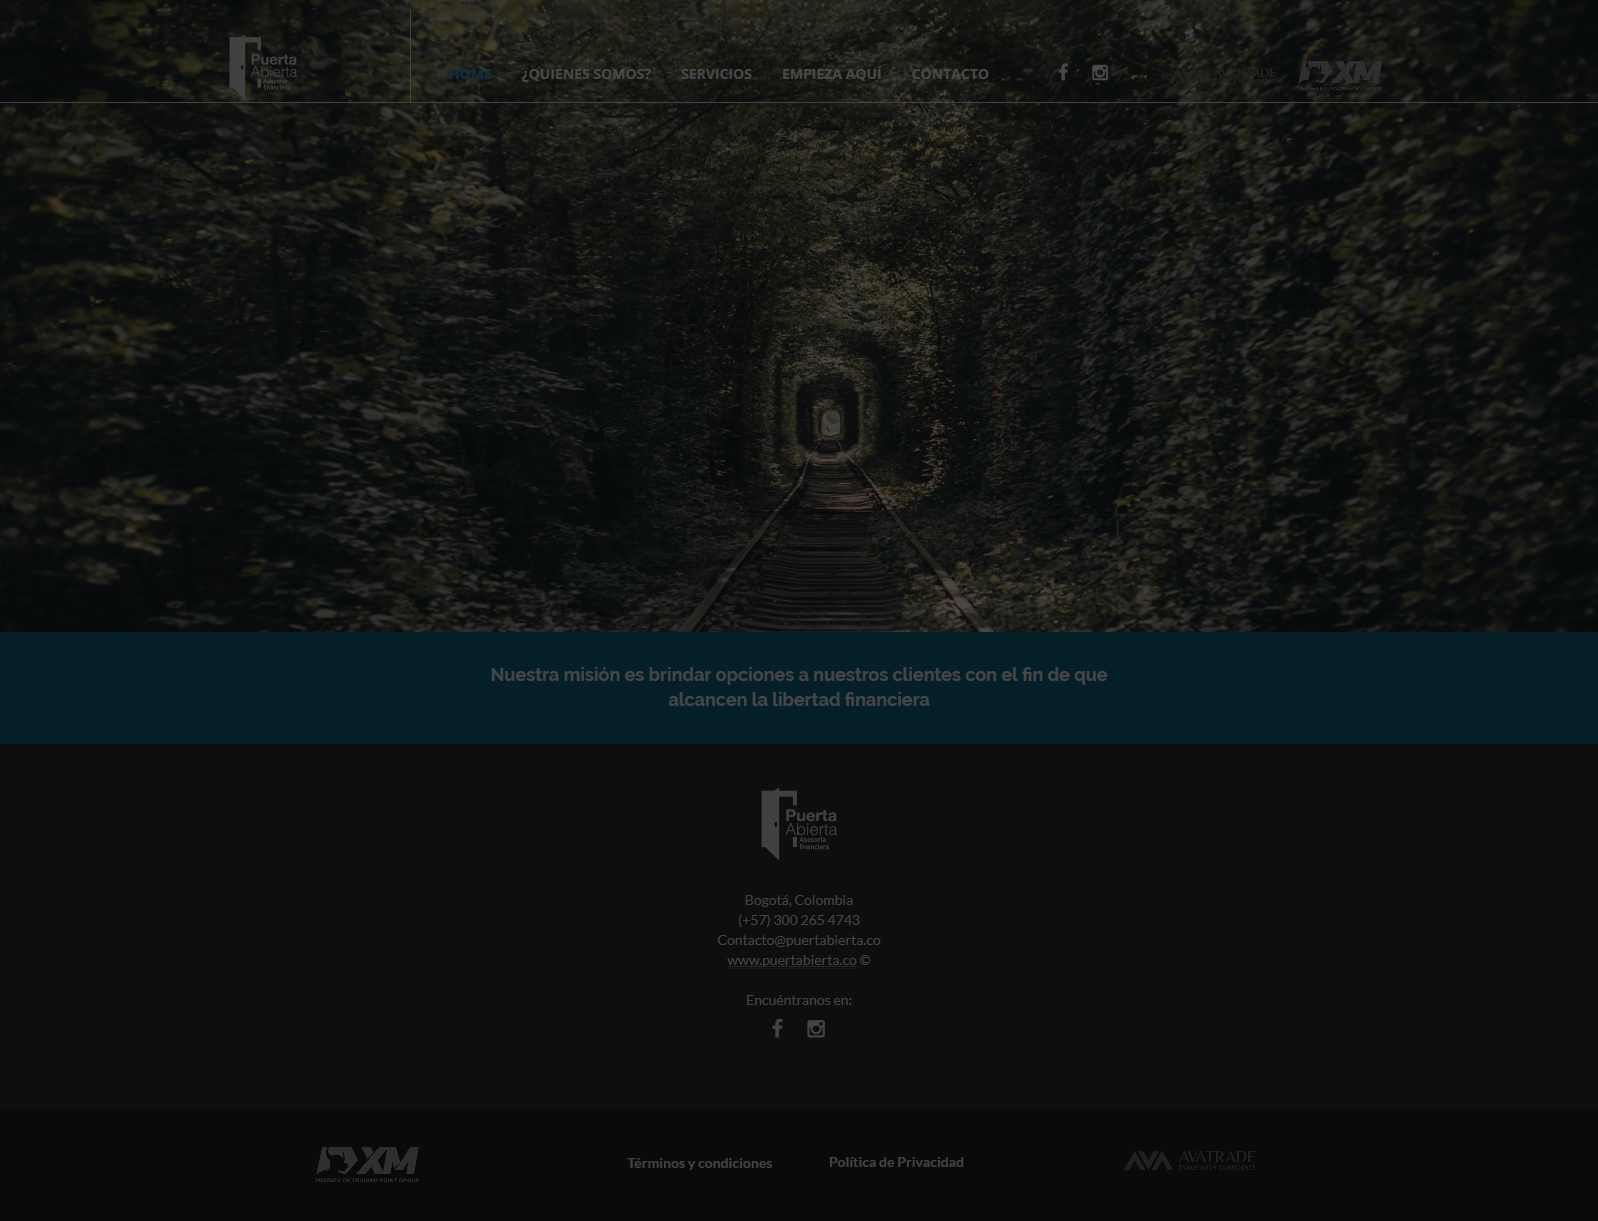 Puerta
Abierta
Asesoría
financiera
HOME
¿QUIENES SOMOS?
SERVICIOS
EMPIEZA AQUÍ
CONTACTO
AVATRADE
XM
Nuestra misión es brindar opciones a nuestros clientes con el fin de que
alcancen la libertad financiera
Puerta
Abierta
Asesoría
financiera
Bogotá, Colombia
(+57) 300 265 4743
Contacto@puertabierta.co
www.puertabierta.co ©
Encuéntranos en:
XM
MEMBER OF TRADING POINT GROUP
Términos y condiciones
Política de Privacidad
AVATRADE
TRADE WITH CONFIDENCE